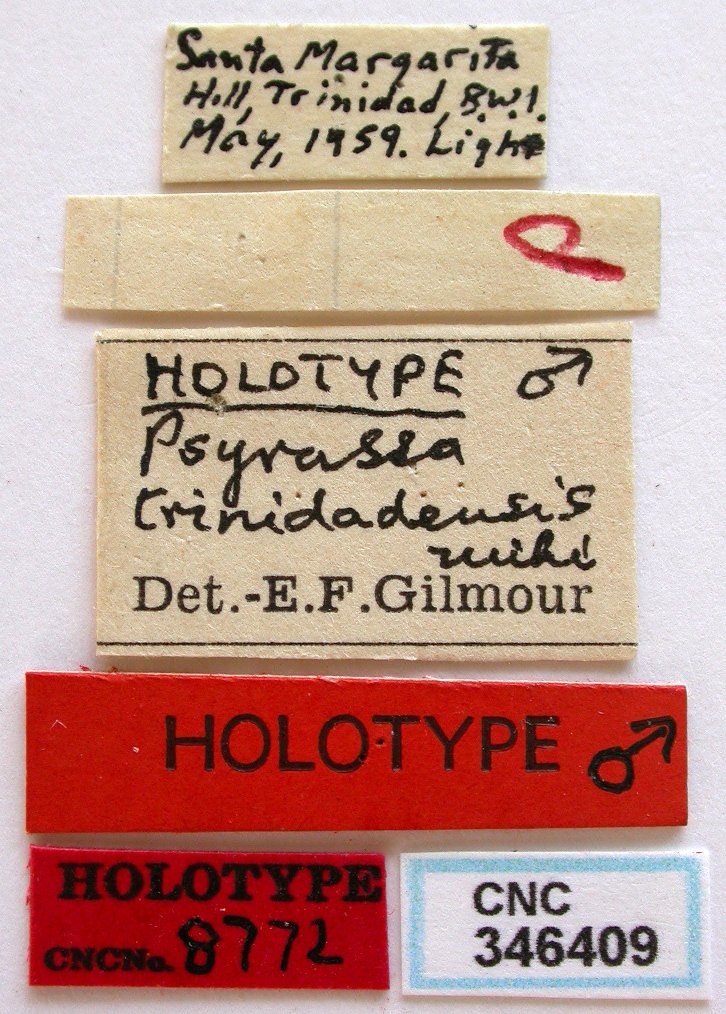 Santa Margarita
Hill, Trinidad, B.W.I.
May, 1959. Light
HOLOTYPE ♂
Psyrassa
trinidadensis
mihi
Det.-E.F.Gilmour
HOLOTYPE ♂
HOLOTYPE
CNCNo. 8772
CNC
346409